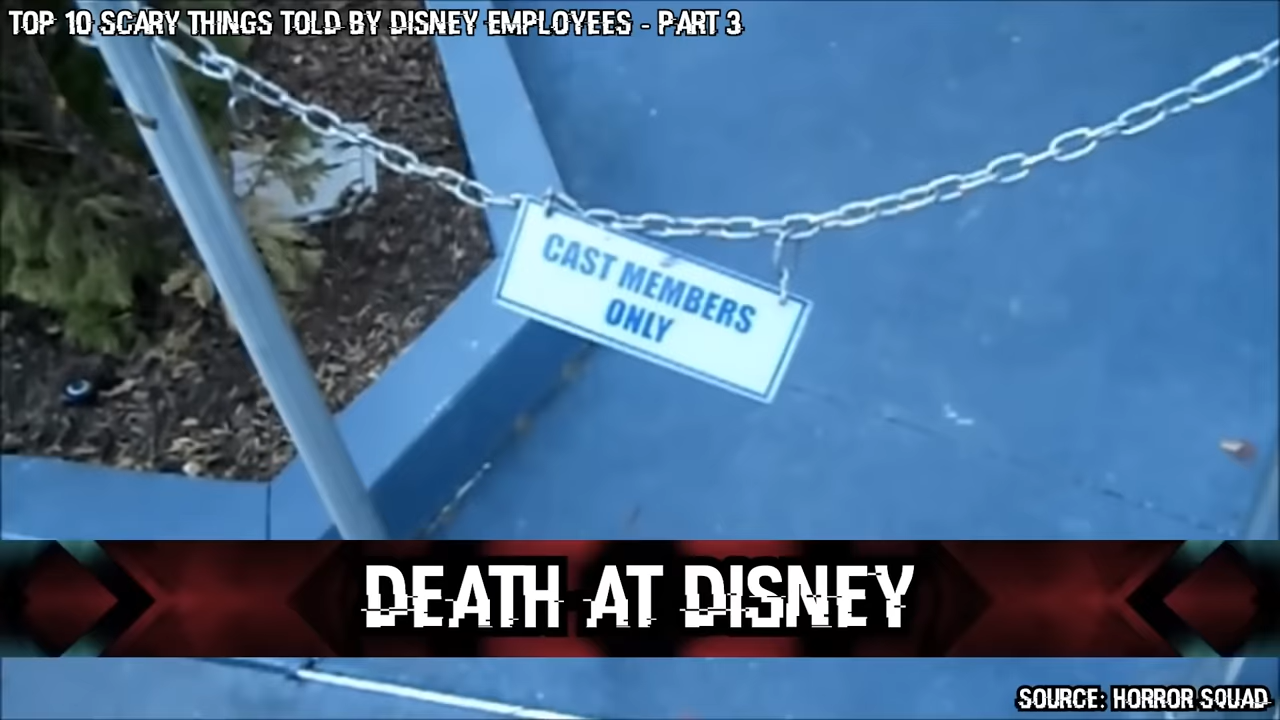 TOP 10 SCARY THINGS TOLD BY DISNEY EMPLOYEES - PART 3
CAST MEMBERS
ONLY
DEATH AT DISNEY
SOURCE: HORROR SQUAD